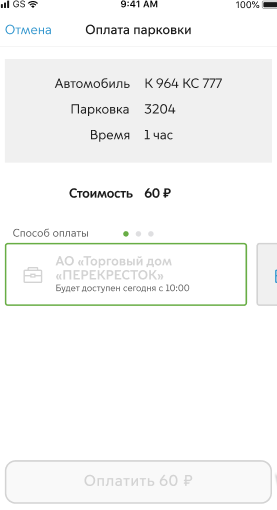 GS 9:41 AM 100%
Отмена Оплата парковки
Автомобиль К 964 КС 777
Парковка 3204
Время 1 час
Стоимость 60 ₽
Способ оплаты
АО «Торговый дом
«ПЕРЕКРЕСТОК»
Будет доступен сегодня с 10:00
Оплатить 60 ₽